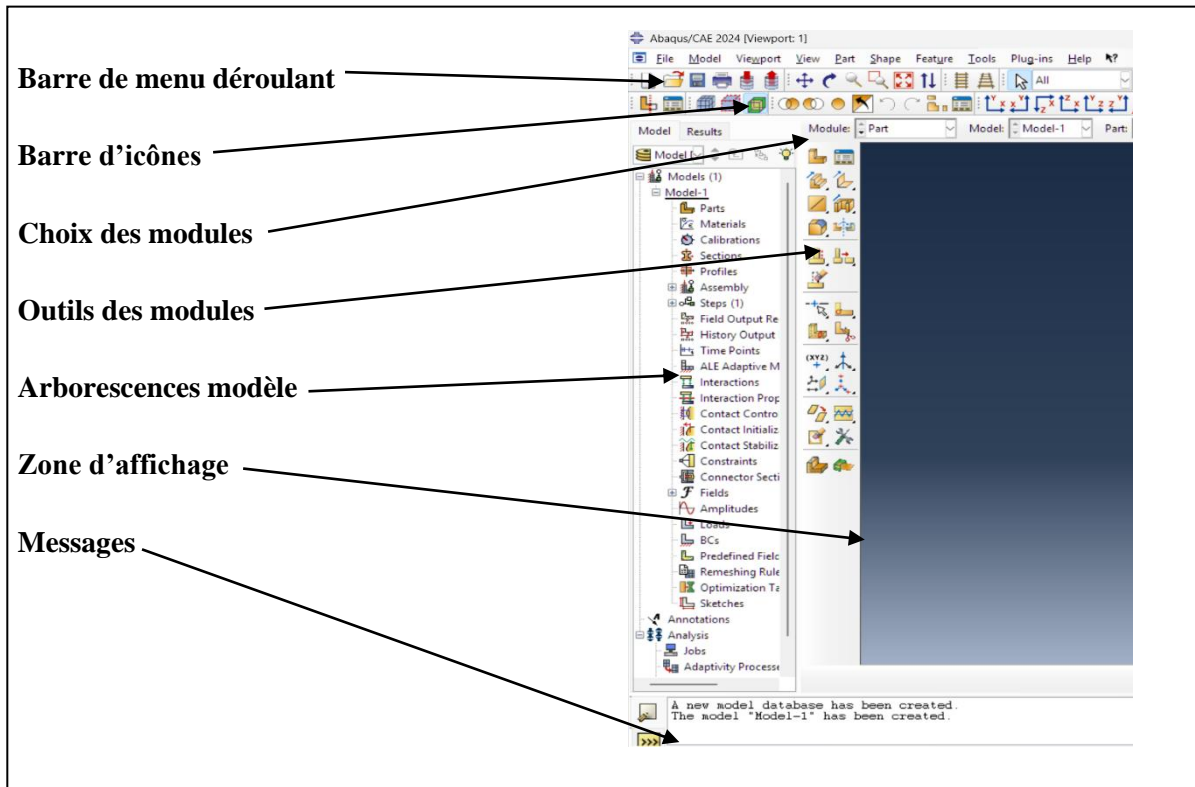 Barre de menu déroulant
Barre d'icônes
Choix des modules
Outils des modules
Arborescences modèle
Zone d'affichage
Messages
Abaqus/CAE 2024 [Viewport: 1]
File Model Viewport View Part Shape Feature Tools Plug-ins Help
All
Model Results
Module: Part Model: Model-1 Part:
Model
Models (1)
Model-1
Parts
Materials
Calibrations
Sections
Profiles
Assembly
Steps (1)
Field Output Re
History Output
Time Points
ALE Adaptive M
Interactions
Interaction Prop
Contact Contro
Contact Initializ
Contact Stabiliz
Constraints
Connector Secti
Fields
Amplitudes
Loads
BCs
Predefined Field
Remeshing Rule
Optimization Ta
Sketches
Annotations
Analysis
Jobs
Adaptivity Processe
(XYZ)
A new model database has been created.
The model "Model-1" has been created.
>>>